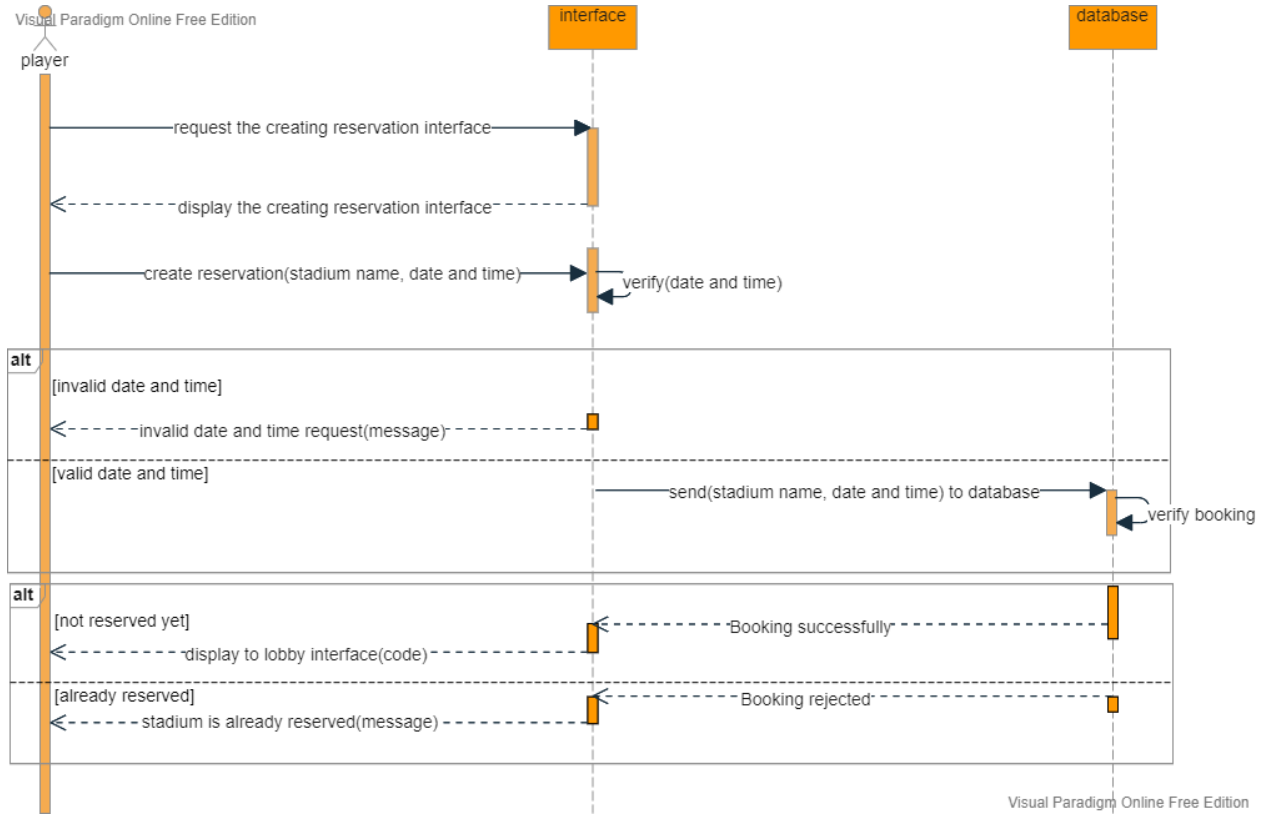 Visual Paradigm Online Free Edition
interface
database
player
request the creating reservation interface
display the creating reservation interface
create reservation(stadium name, date and time)
verify(date and time)
alt
[invalid date and time]
invalid date and time request(message)
[valid date and time]
send(stadium name, date and time) to database
verify booking
alt
[not reserved yet]
Booking successfully
display to lobby interface(code)
[already reserved]
Booking rejected
stadium is already reserved(message)
Visual Paradigm Online Free Edition